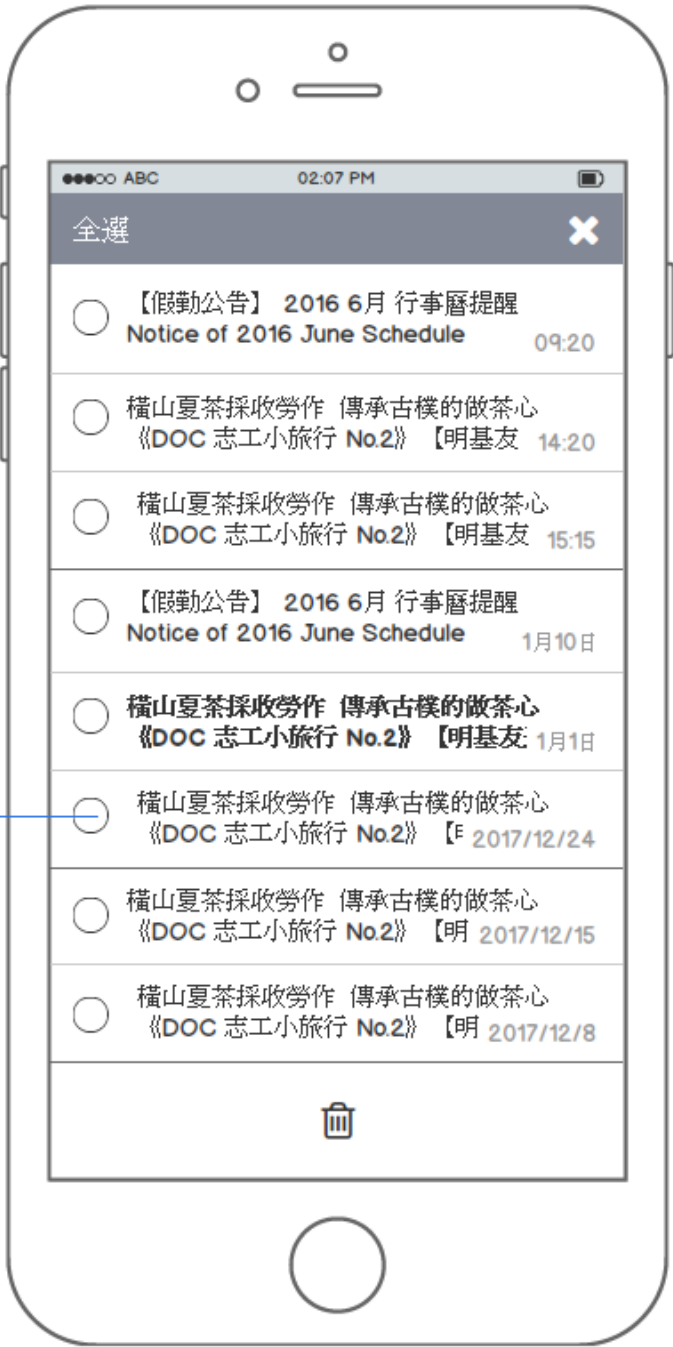 ABC 02:07 PM
全選
【假勤公告】 2016 6月 行事曆提醒
Notice of 2016 June Schedule 09:20
橫山夏茶採收勞作 傳承古樸的做茶心
《DOC 志工小旅行 No.2》 【明基友 14:20
橫山夏茶採收勞作 傳承古樸的做茶心
《DOC 志工小旅行 No.2》 【明基友 15:15
【假勤公告】 2016 6月 行事曆提醒
Notice of 2016 June Schedule 1月10日
橫山夏茶採收勞作 傳承古樸的做茶心
《DOC 志工小旅行 No.2》 【明基友 1月1日
橫山夏茶採收勞作 傳承古樸的做茶心
《DOC 志工小旅行 No.2》 【 2017/12/24
橫山夏茶採收勞作 傳承古樸的做茶心
《DOC 志工小旅行 No.2》 【明 2017/12/15
橫山夏茶採收勞作 傳承古樸的做茶心
《DOC 志工小旅行 No.2》 【明 2017/12/8